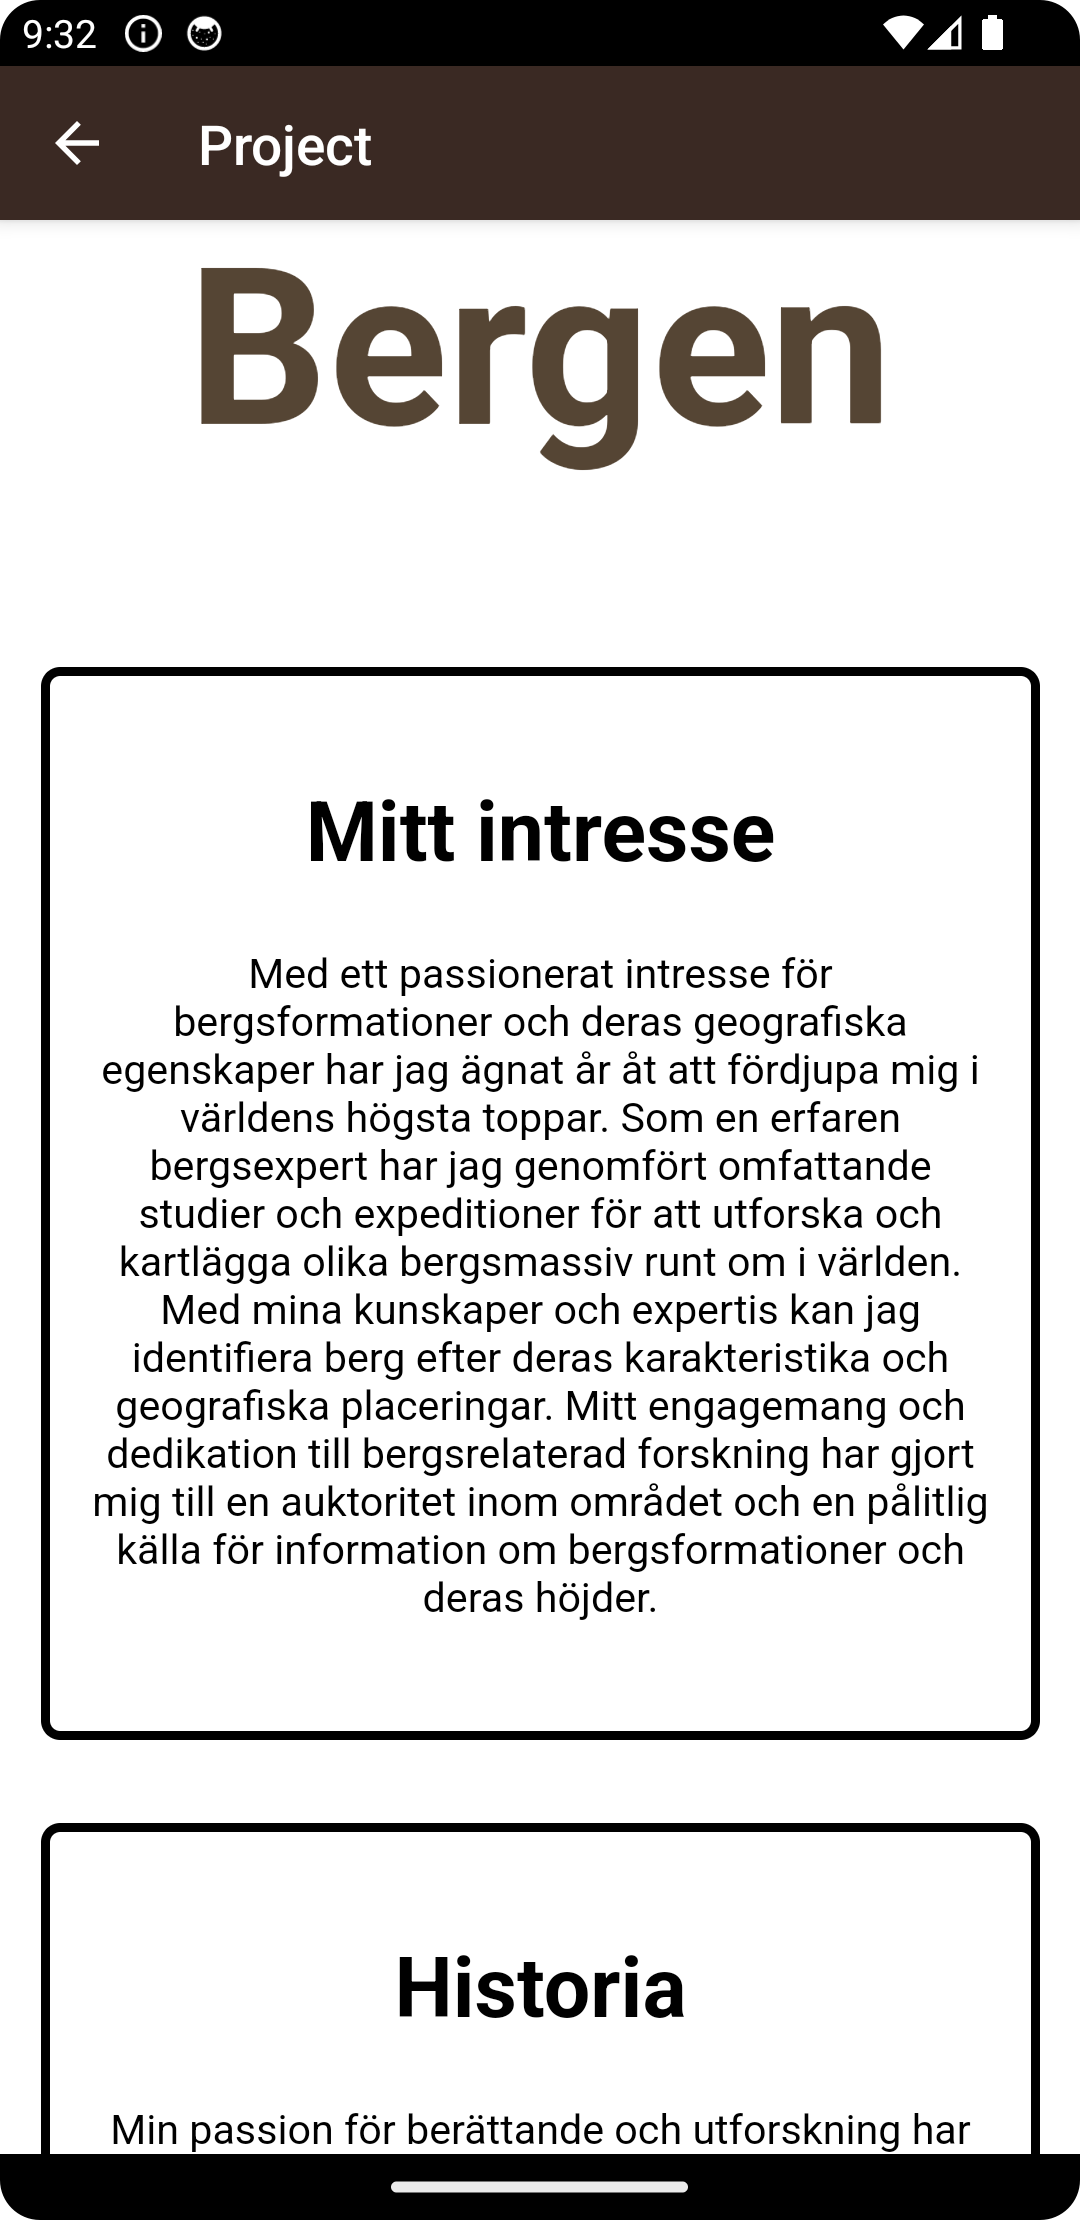 9:32
Project
Bergen
Mitt intresse
Med ett passionerat intresse för
bergsformationer och deras geografiska
egenskaper har jag ägnat år åt att fördjupa mig i
världens högsta toppar. Som en erfaren
bergsexpert har jag genomfört omfattande
studier och expeditioner för att utforska och
kartlägga olika bergsmassiv runt om i världen.
Med mina kunskaper och expertis kan jag
identifiera berg efter deras karakteristika och
geografiska placeringar. Mitt engagemang och
dedikation till bergsrelaterad forskning har gjort
mig till en auktoritet inom området och en pålitlig
källa för information om bergsformationer och
deras höjder.
Historia
Min passion för berättande och utforskning har